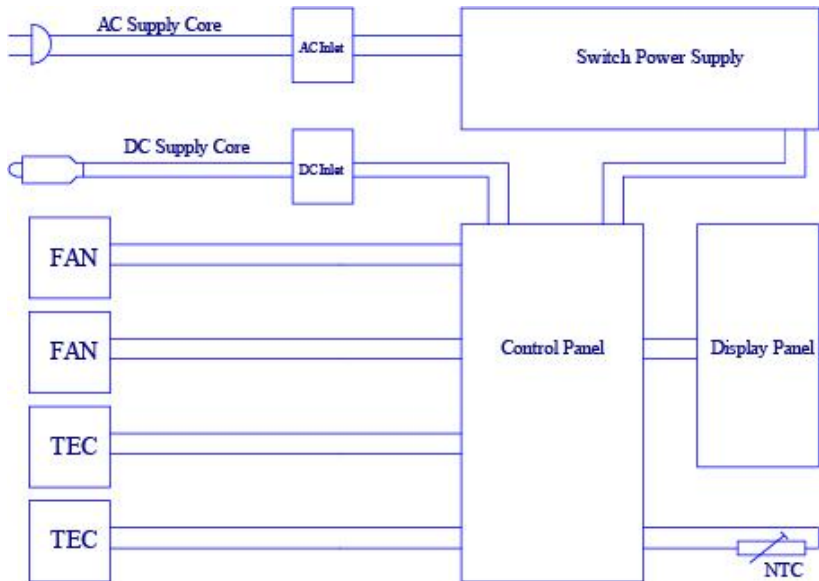 AC Supply Core
AC Inlet
Switch Power Supply
DC Supply Core
DC Inlet
FAN
FAN
Control Panel
Display Panel
TEC
TEC
NTC